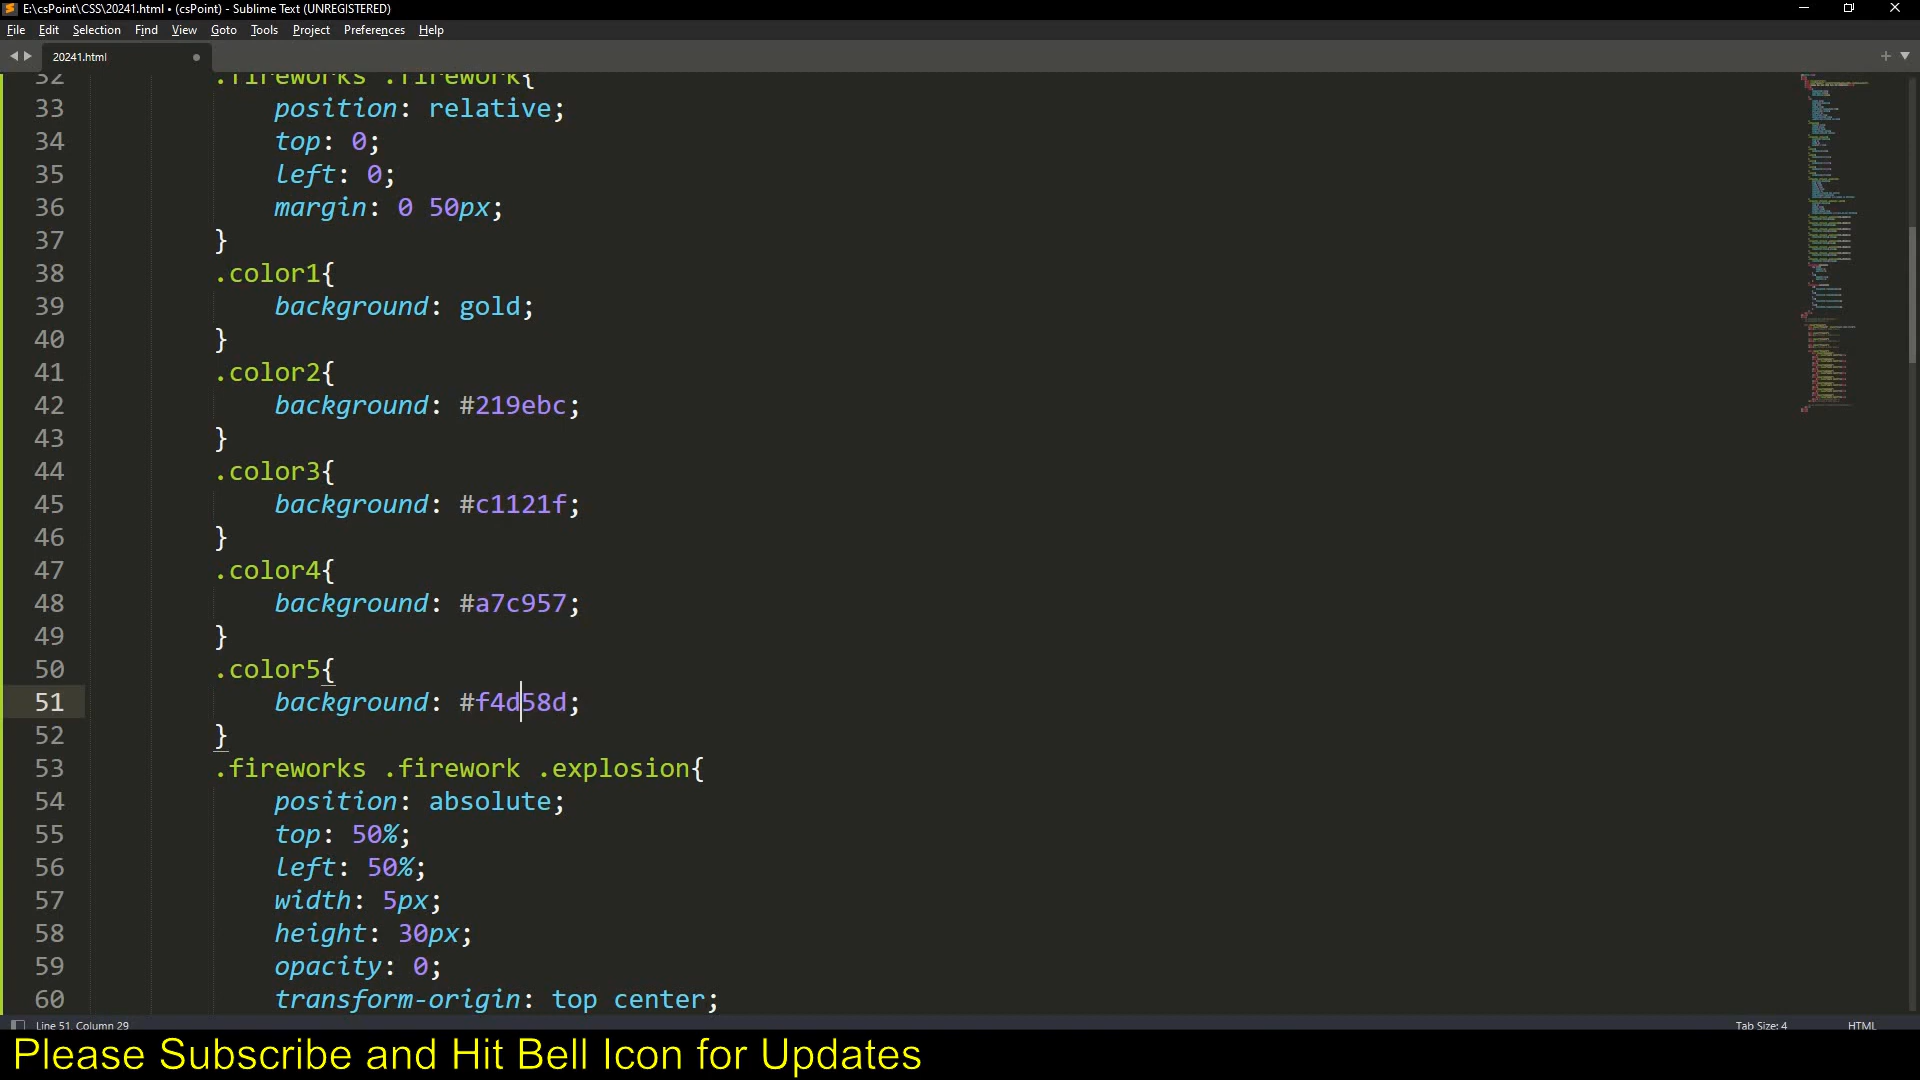 E:\csPoint\CSS\20241.html • (csPoint) - Sublime Text (UNREGISTERED)
File Edit Selection Find View Goto Tools Project Preferences Help
20241.html
32 .fireworks .firework{
33 position: relative;
34 top: 0;
35 left: 0;
36 margin: 0 50px;
37 }
38 .color1{
39 background: gold;
40 }
41 .color2{
42 background: #219ebc;
43 }
44 .color3{
45 background: #c1121f;
46 }
47 .color4{
48 background: #a7c957;
49 }
50 .color5{
51 background: #f4d58d;
52 }
53 .fireworks .firework .explosion{
54 position: absolute;
55 top: 50%;
56 left: 50%;
57 width: 5px;
58 height: 30px;
59 opacity: 0;
60 transform-origin: top center;
Line 51, Column 29 Tab Size: 4 HTML
Please Subscribe and Hit Bell Icon for Updates